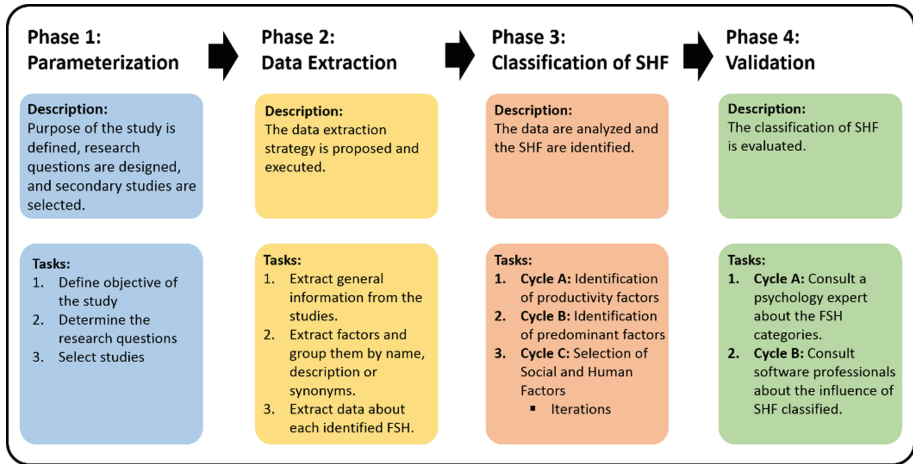 Phase 1:
Parameterization
Description:
Purpose of the study is
defined, research
questions are designed,
and secondary studies are
selected.
Tasks:
1. Define objective of
the study
2. Determine the
research questions
3. Select studies
Phase 2:
Data Extraction
Description:
The data extraction
strategy is proposed and
executed.
Tasks:
1. Extract general
information from the
studies.
2. Extract factors and
group them by name,
description or
synonyms.
3. Extract data about
each identified FSH.
Phase 3:
Classification of SHF
Description:
The data are analyzed and
the SHF are identified.
Tasks:
1. Cycle A: Identification
of productivity factors
2. Cycle B: Identification
of predominant factors
3. Cycle C: Selection of
Social and Human
Factors
▪ Iterations
Phase 4:
Validation
Description:
The classification of SHF
is evaluated.
Tasks:
1. Cycle A: Consult a
psychology expert
about the FSH
categories.
2. Cycle B: Consult
software professionals
about the influence of
SHF classified.